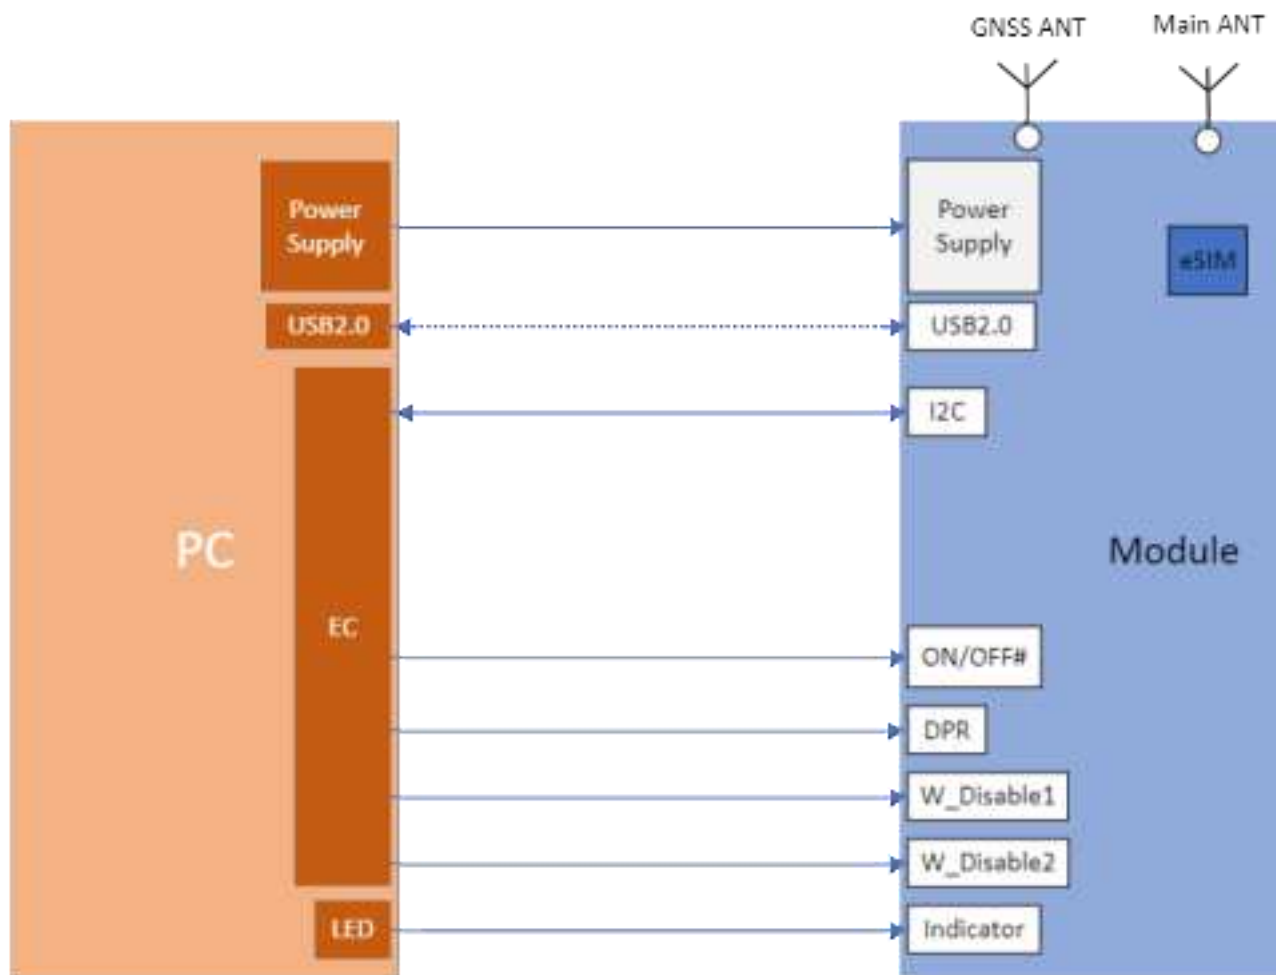 GNSS ANT
Main ANT
Power
Supply
Power
Supply
eSIM
USB2.0
USB2.0
I2C
PC
Module
EC
ON/OFF#
DPR
W_Disable1
W_Disable2
LED
Indicator